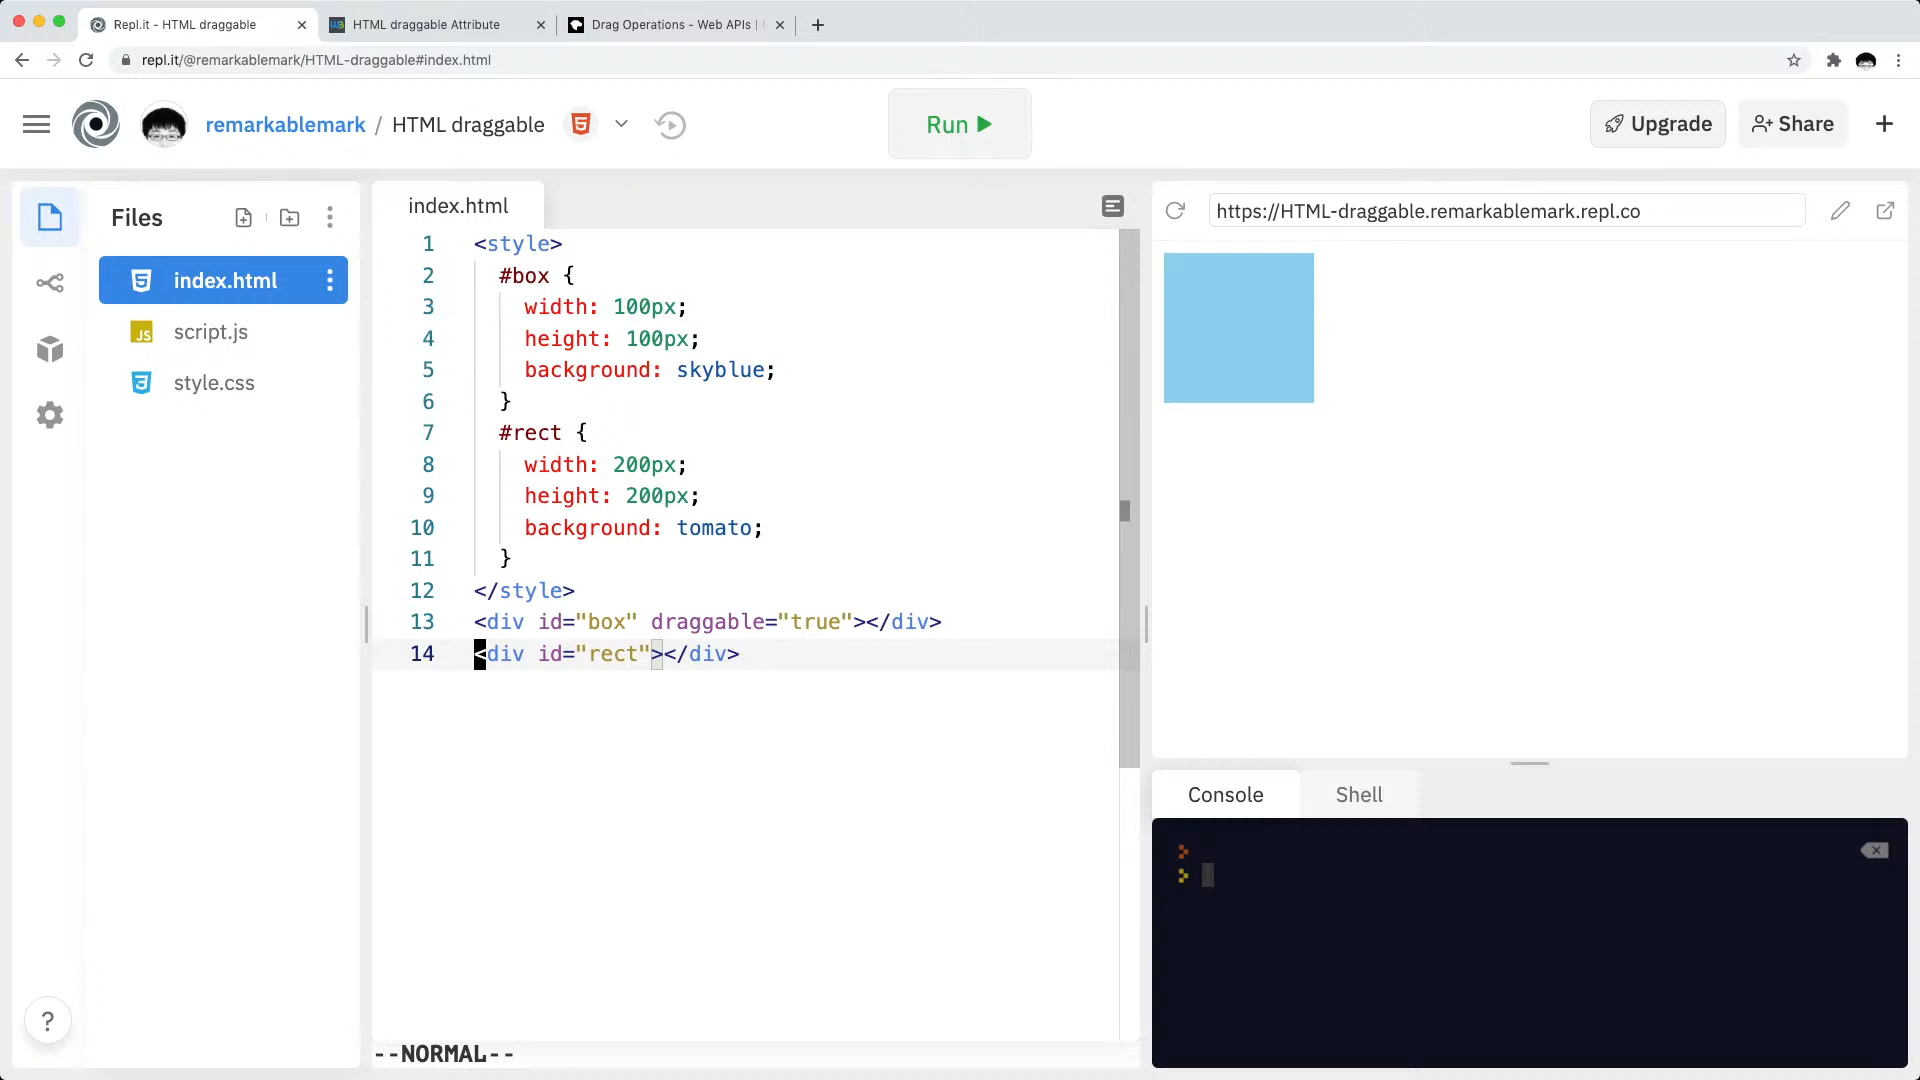 Repl.it - HTML draggable
HTML draggable Attribute
Drag Operations - Web APIs |
repl.it/@remarkablemark/HTML-draggable#index.html
remarkablemark / HTML draggable
Run
Upgrade
Share
Files
index.html
script.js
style.css
index.html
1 <style>
2 #box {
3 width: 100px;
4 height: 100px;
5 background: skyblue;
6 }
7 #rect {
8 width: 200px;
9 height: 200px;
10 background: tomato;
11 }
12 </style>
13 <div id="box" draggable="true"></div>
14 <div id="rect"></div>
--NORMAL--
https://HTML-draggable.remarkablemark.repl.co
Console
Shell
>
>
?